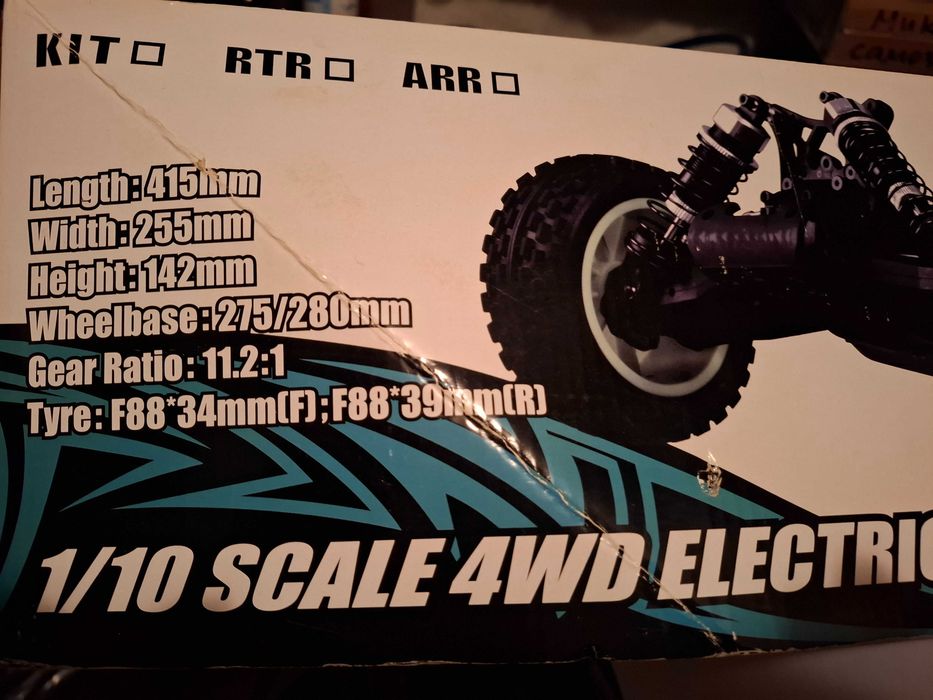 KIT □ RTR □ ARR □
Length: 415mm
Width: 255mm
Height: 142mm
Wheelbase: 275/280mm
Gear Ratio: 11.2:1
Tyre: F88*34mm(F);F88*39mm(R)
1/10 SCALE 4WD ELECTRIC